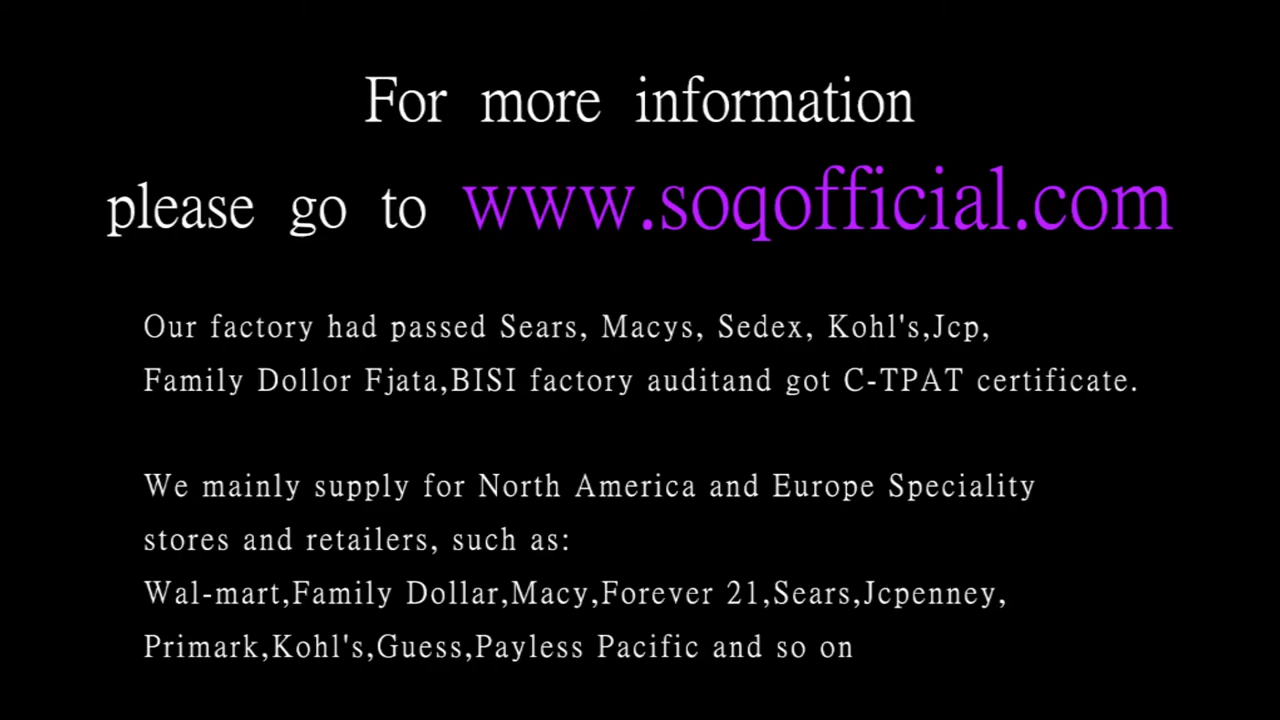 For more information
please go to www.soqofficial.com
Our factory had passed Sears, Macys, Sedex, Kohl's,Jcp,
Family Dollor Fjata,BISI factory auditand got C-TPAT certificate.
We mainly supply for North America and Europe Speciality
stores and retailers, such as:
Wal-mart,Family Dollar,Macy,Forever 21,Sears,Jcpenney,
Primark,Kohl's,Guess,Payless Pacific and so on